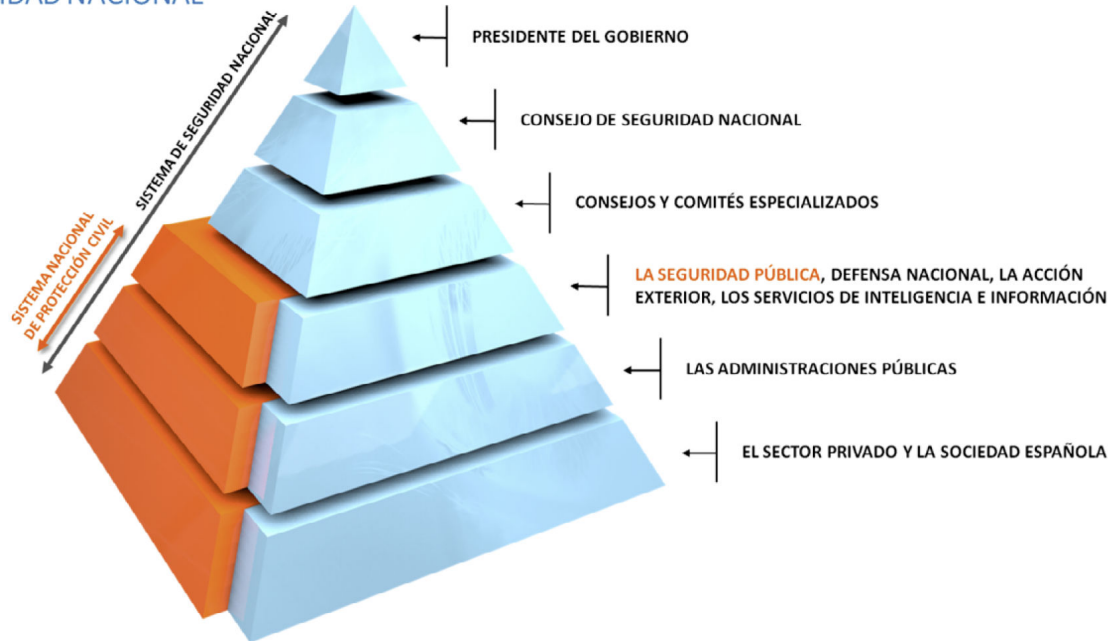 IDAD NACIONAL
PRESIDENTE DEL GOBIERNO
CONSEJO DE SEGURIDAD NACIONAL
SISTEMA DE SEGURIDAD NACIONAL
CONSEJOS Y COMITÉS ESPECIALIZADOS
SISTEMA NACIONAL
DE PROTECCIÓN CIVIL
LA SEGURIDAD PÚBLICA, DEFENSA NACIONAL, LA ACCIÓN
EXTERIOR, LOS SERVICIOS DE INTELIGENCIA E INFORMACIÓN
LAS ADMINISTRACIONES PÚBLICAS
EL SECTOR PRIVADO Y LA SOCIEDAD ESPAÑOLA